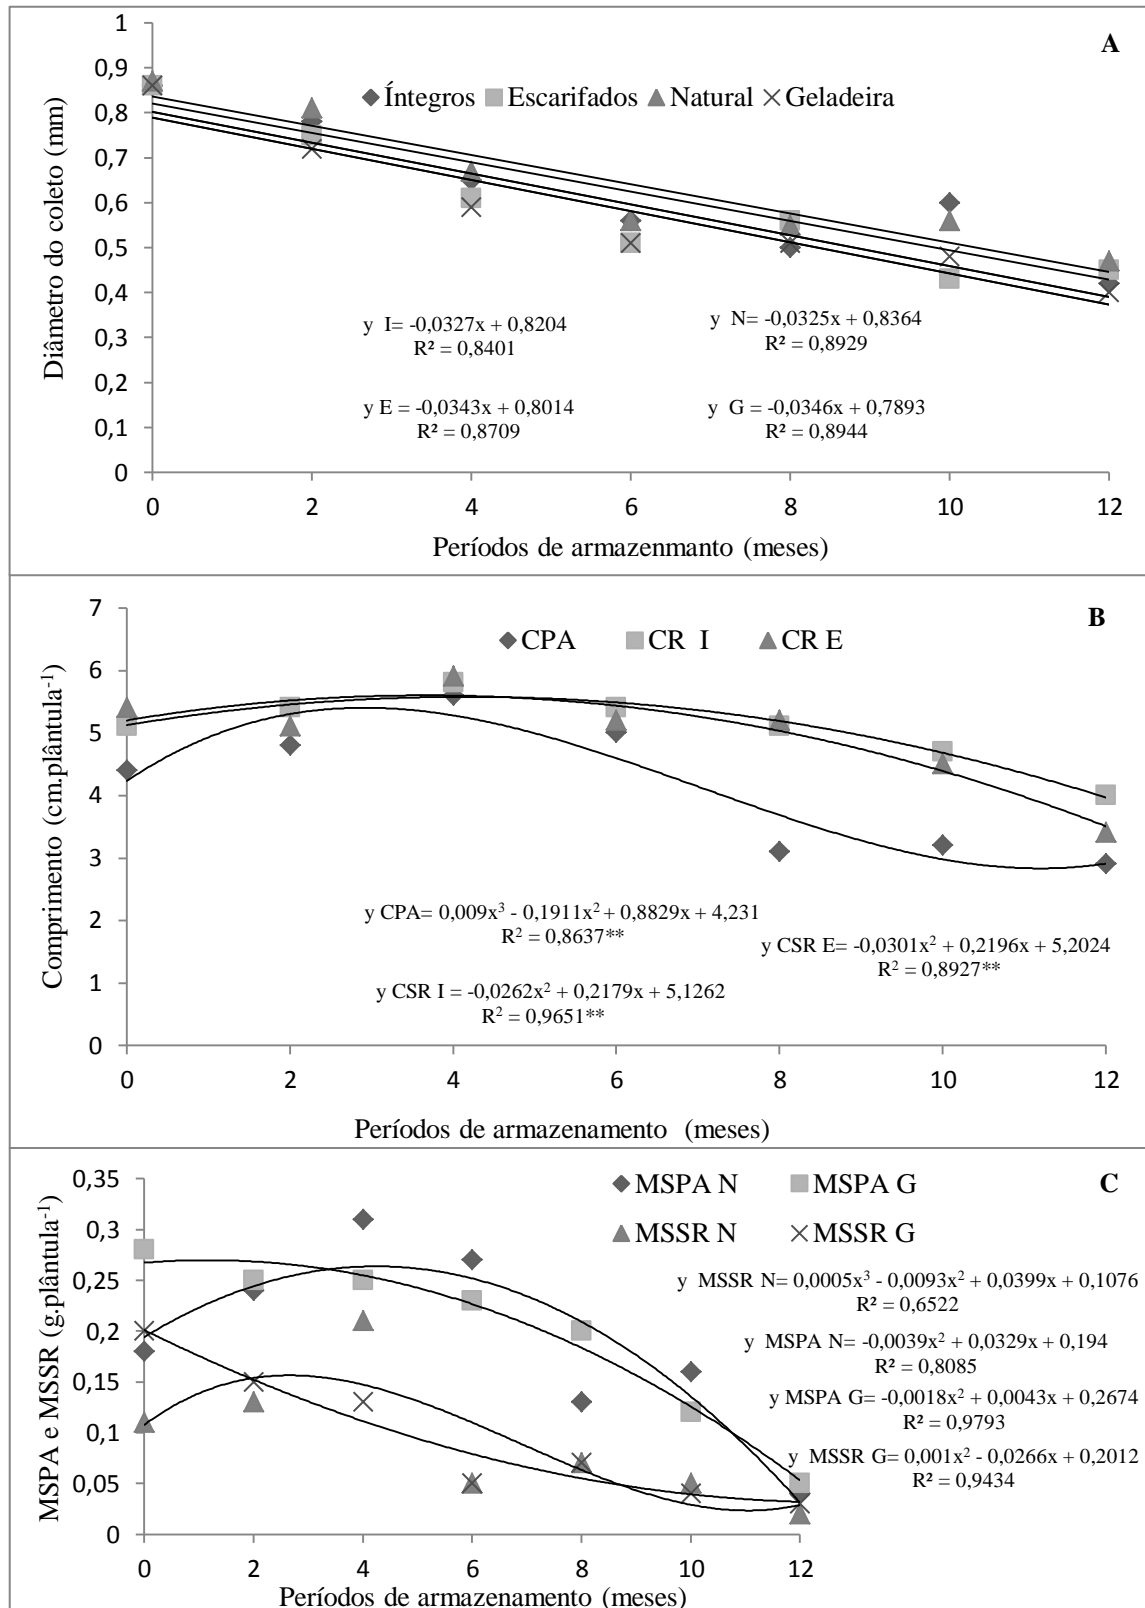 A
1
0,9
0,8
0,7
0,6
0,5
0,4
0,3
0,2
0,1
0
Diâmetro do coleto (mm)
Íntegros Escarifados Natural Geladeira
y I= -0,0327x + 0,8204
R² = 0,8401
y N= -0,0325x + 0,8364
R² = 0,8929
y E = -0,0343x + 0,8014
R² = 0,8709
y G = -0,0346x + 0,7893
R² = 0,8944
0 2 4 6 8 10 12
Períodos de armazenmanto (meses)
B
7
6
5
4
3
2
1
0
Comprimento (cm.plântula⁻¹)
CPA CR I CR E
y CPA= 0,009x³ - 0,1911x² + 0,8829x + 4,231
R² = 0,8637**
y CSR E= -0,0301x² + 0,2196x + 5,2024
R² = 0,8927**
y CSR I = -0,0262x² + 0,2179x + 5,1262
R² = 0,9651**
0 2 4 6 8 10 12
Períodos de armazenamento (meses)
C
0,35
0,3
0,25
0,2
0,15
0,1
0,05
0
MSPA e MSSR (g.plântula⁻¹)
MSPA N MSPA G
MSSR N MSSR G
y MSSR N= 0,0005x³ - 0,0093x² + 0,0399x + 0,1076
R² = 0,6522
y MSPA N= -0,0039x² + 0,0329x + 0,194
R² = 0,8085
y MSPA G= -0,0018x² + 0,0043x + 0,2674
R² = 0,9793
y MSSR G= 0,001x² - 0,0266x + 0,2012
R² = 0,9434
0 2 4 6 8 10 12
Períodos de armazenamento (meses)